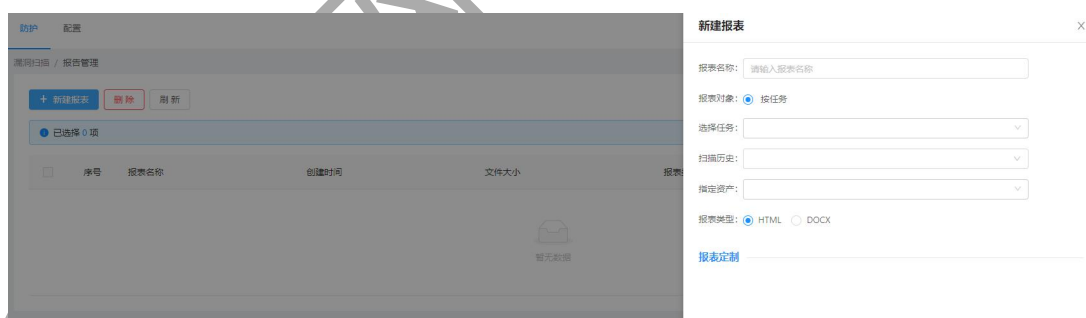 防护 配置
漏洞扫描 / 报告管理
+ 新建报表 删除 刷新
已选择 0 项
序号 报表名称 创建时间 文件大小 报表
暂无数据
新建报表 X
报表名称: 请输入报表名称
报表对象: 按任务
选择任务:
扫描历史:
指定资产:
报表类型: HTML DOCX
报表定制